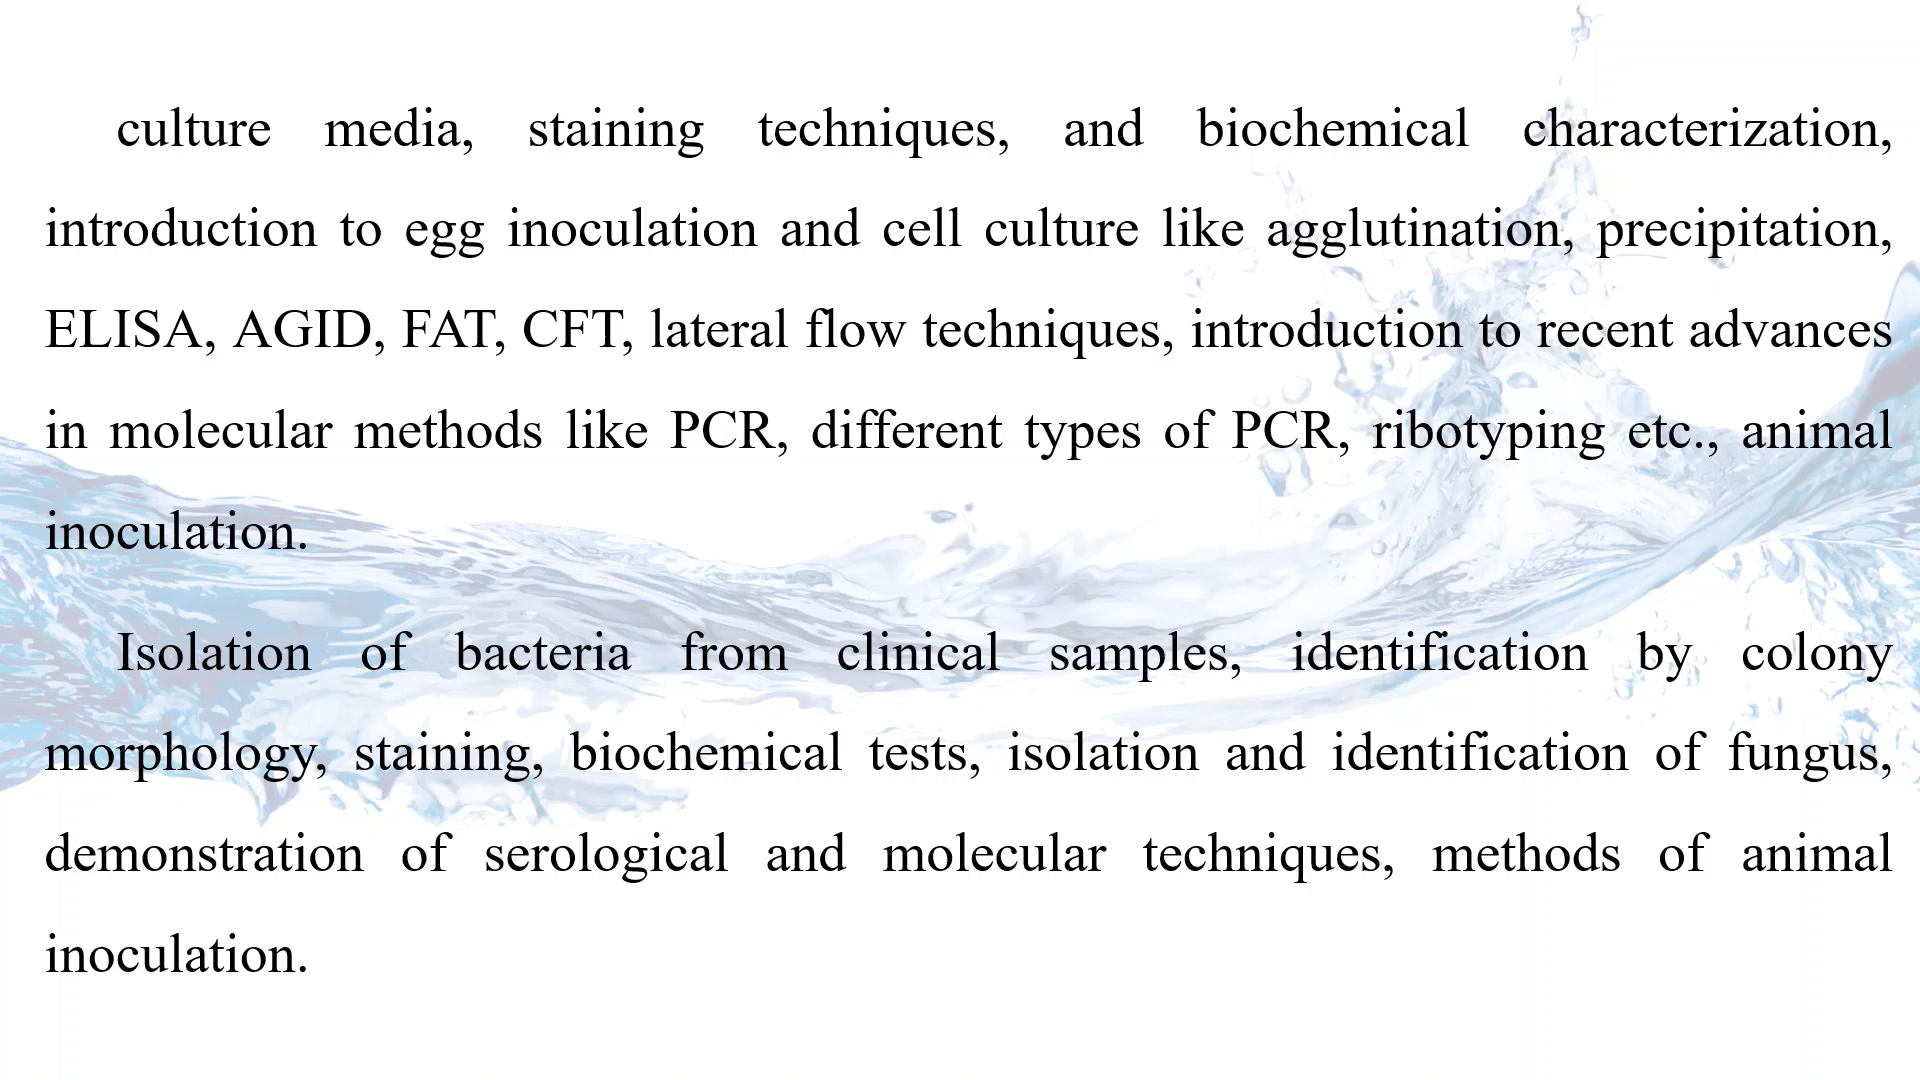 culture media, staining techniques, and biochemical characterization,
introduction to egg inoculation and cell culture like agglutination, precipitation,
ELISA, AGID, FAT, CFT, lateral flow techniques, introduction to recent advances
in molecular methods like PCR, different types of PCR, ribotyping etc., animal
inoculation.
Isolation of bacteria from clinical samples, identification by colony
morphology, staining, biochemical tests, isolation and identification of fungus,
demonstration of serological and molecular techniques, methods of animal
inoculation.